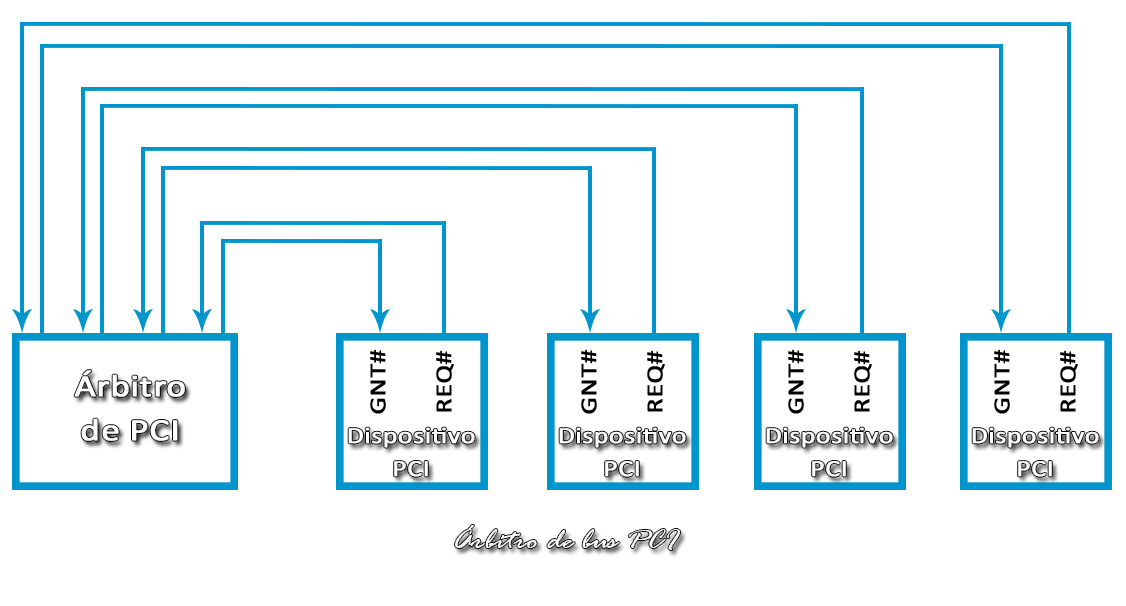 Árbitro
de PCI
GNT#
REQ#
Dispositivo
PCI
GNT#
REQ#
Dispositivo
PCI
GNT#
REQ#
Dispositivo
PCI
GNT#
REQ#
Dispositivo
PCI
Árbitro de bus PCI